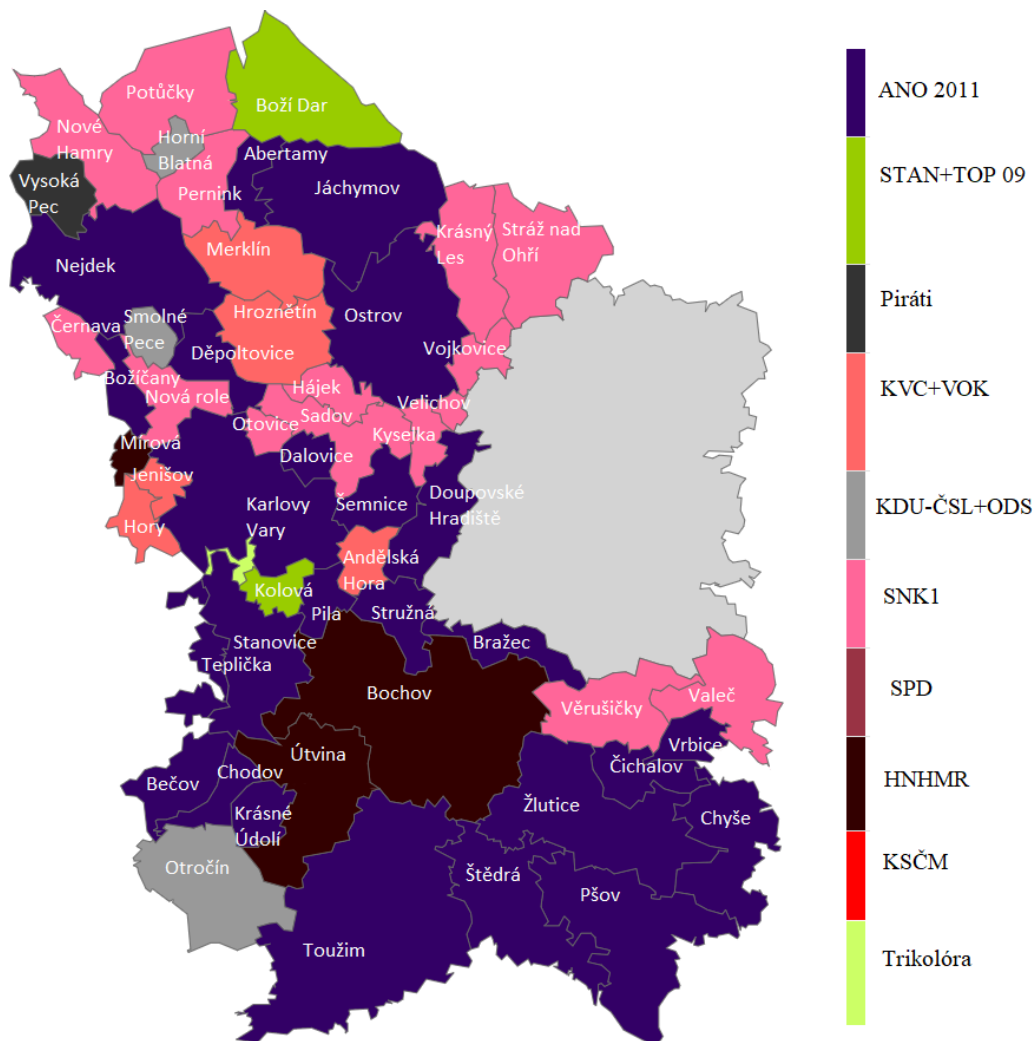 Potůčky
Boží Dar
Nové
Hamry
Horní
Blatná
Abertamy
Vysoká
Pec
Pernink
Jáchymov
Krásný
Les
Stráž nad
Ohří
Merklín
Nejdek
Hroznětín
Ostrov
Smolné
Pece
Černava
Děpoltovice
Vojkovice
Božíčany
Nová role
Hájek
Velichov
Otovice
Sadov
Kyselka
Mírová
Dalovice
Jenišov
Karlovy
Vary
Šemnice
Doupovské
Hradiště
Hory
Andělská
Hora
Kolová
Pila
Stružná
Stanovice
Bražec
Teplička
Bochov
Věrušičky
Valeč
Vrbice
Útvina
Čichalov
Bečov
Chodov
Krásné
Údolí
Žlutice
Chyše
Otročín
Štědrá
Pšov
Toužim
ANO 2011
STAN+TOP 09
Piráti
KVC+VOK
KDU-ČSL+ODS
SNK1
SPD
HNHMR
KSČM
Trikolóra